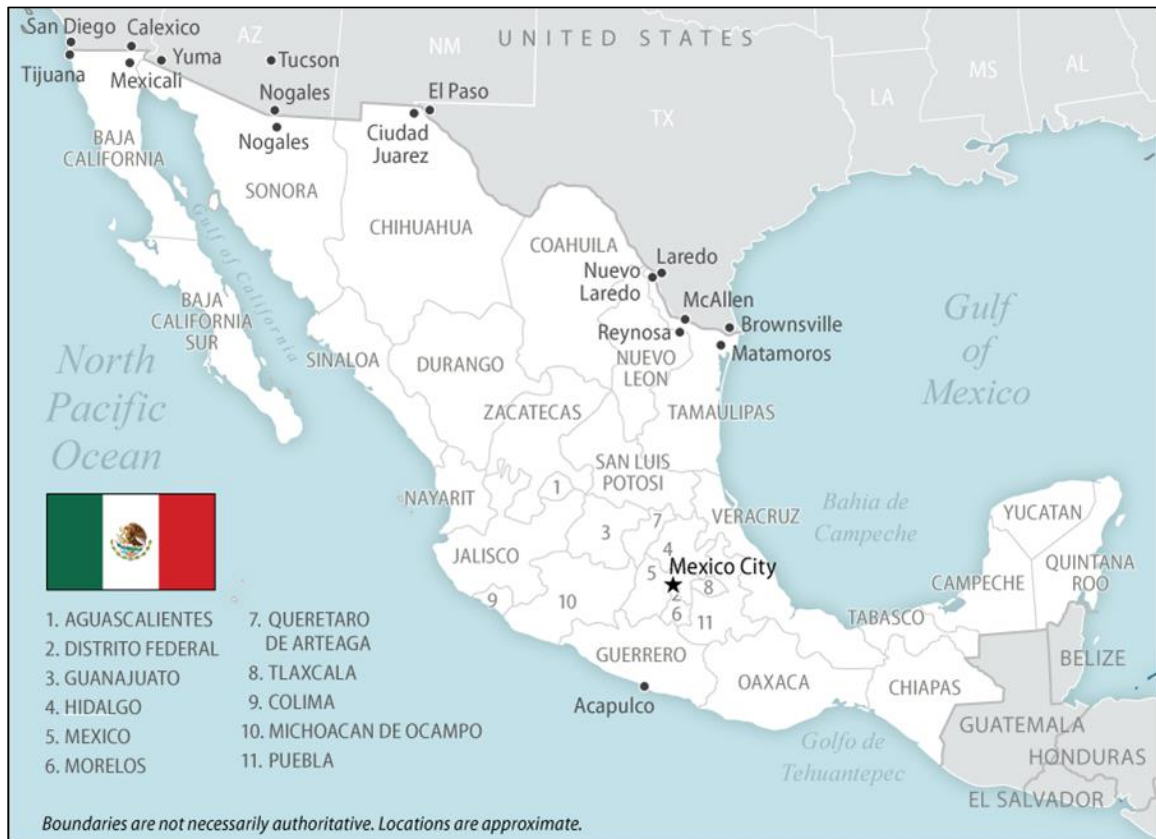 San Diego
Calexico
AZ
NM
UNITED STATES
MS
AL
Tijuana
Mexicali
Yuma
Tucson
LA
Nogales
El Paso
TX
Nogales
Ciudad
Juarez
BAJA
CALIFORNIA
SONORA
CHIHUAHUA
Gulf of California
COAHUILA
Laredo
Nuevo
Laredo
McAllen
BAJA
CALIFORNIA
SUR
Reynosa
Brownsville
Matamoros
Gulf
of
Mexico
North
Pacific
Ocean
SINALOA
DURANGO
NUEVO
LEON
ZACATECAS
TAMAULIPAS
SAN LUIS
POTOSI
NAYARIT
1
VERACRUZ
Bahia de
Campeche
YUCATAN
7
3
4
JALISCO
Mexico City
QUINTANA
ROO
5
8
CAMPECHE
9
10
2
6
11
TABASCO
GUERRERO
BELIZE
OAXACA
CHIAPAS
Acapulco
GUATEMALA
Golfo de
Tehuantepec
HONDURAS
EL SALVADOR
1. AGUASCALIENTES
2. DISTRITO FEDERAL
3. GUANAJUATO
4. HIDALGO
5. MEXICO
6. MORELOS
7. QUERETARO
DE ARTEAGA
8. TLAXCALA
9. COLIMA
10. MICHOACAN DE OCAMPO
11. PUEBLA
Boundaries are not necessarily authoritative. Locations are approximate.